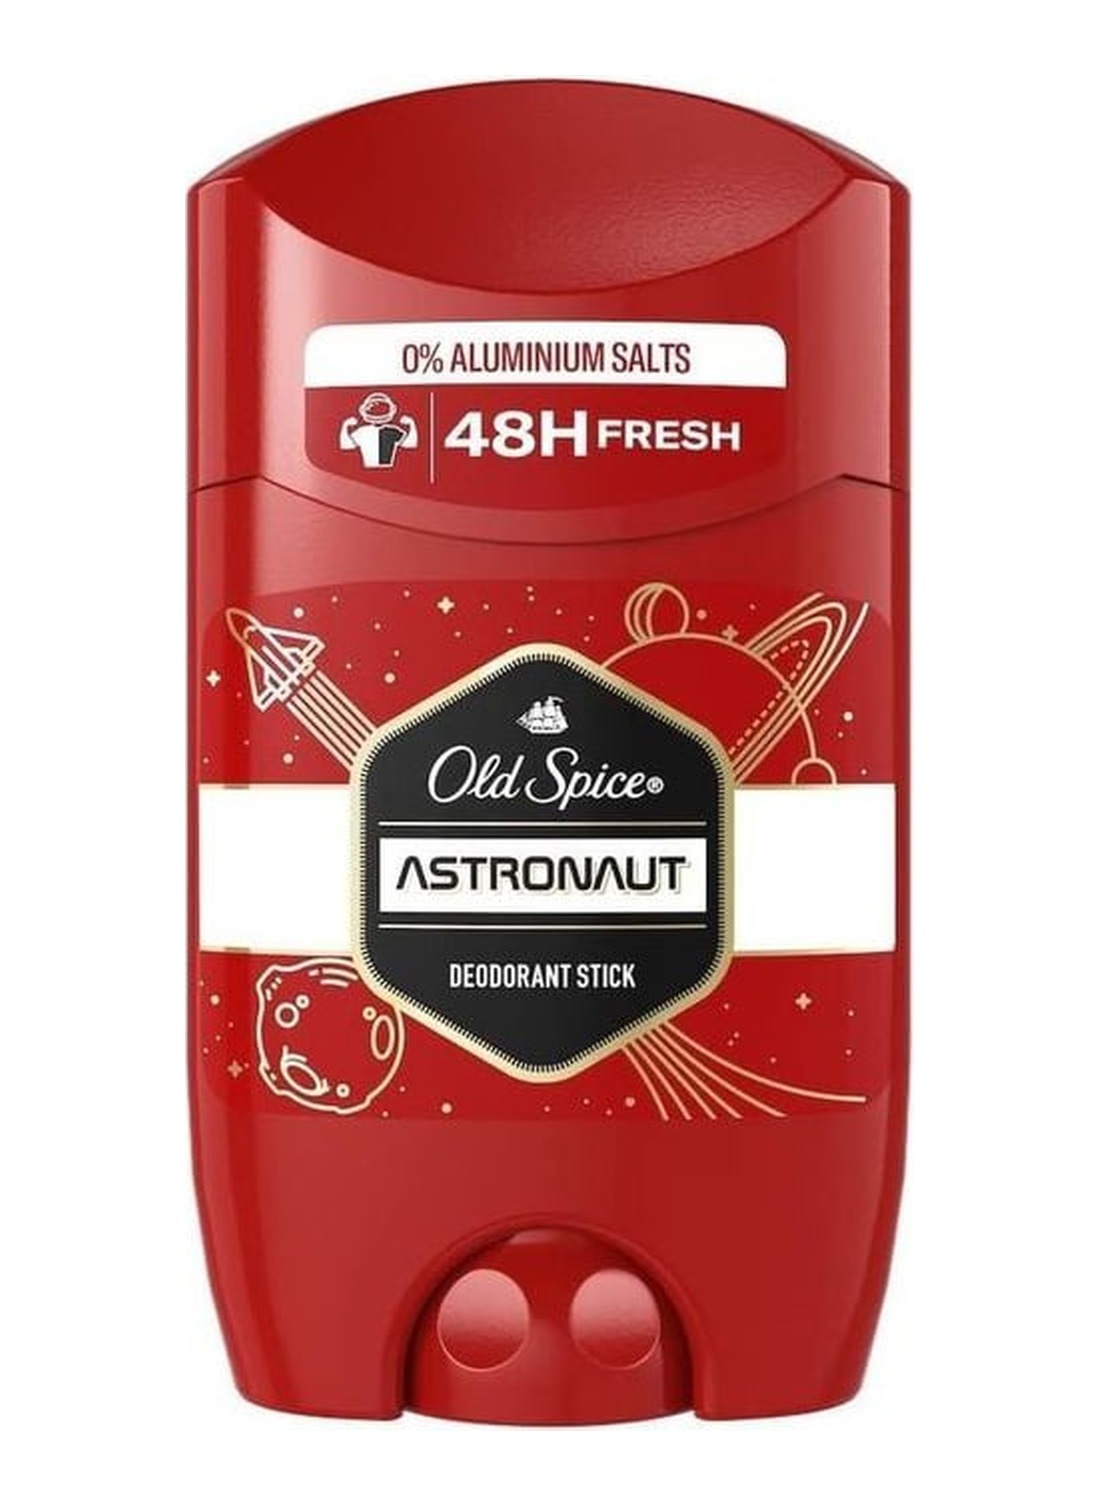 0% ALUMINIUM SALTS
48H FRESH
Old Spice®
ASTRONAUT
DEODORANT STICK